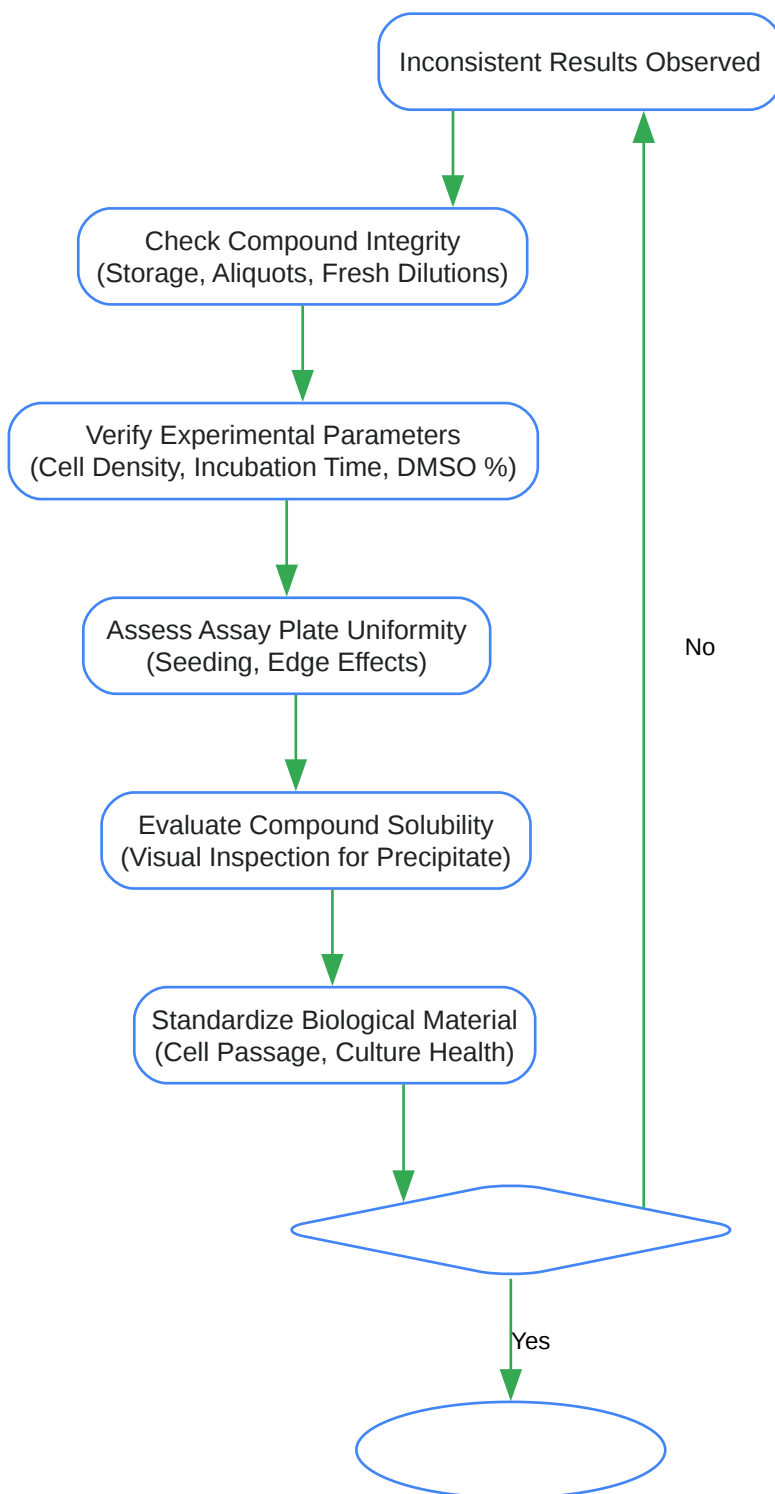 Inconsistent Results Observed
Check Compound Integrity
(Storage, Aliquots, Fresh Dilutions)
Verify Experimental Parameters
(Cell Density, Incubation Time, DMSO %)
Assess Assay Plate Uniformity
(Seeding, Edge Effects)
No
Evaluate Compound Solubility
(Visual Inspection for Precipitate)
Standardize Biological Material
(Cell Passage, Culture Health)
Yes